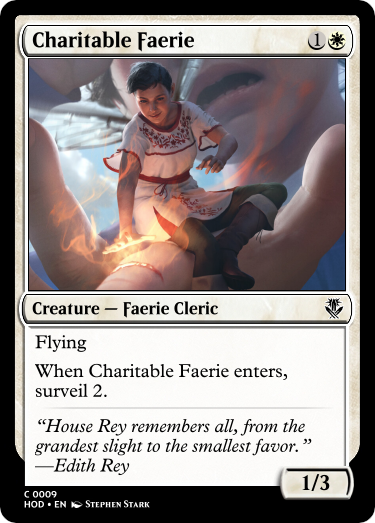 Charitable Faerie 1
Creature — Faerie Cleric
Flying
When Charitable Faerie enters,
surveil 2.
“House Rey remembers all, from the
grandest slight to the smallest favor.”
—Edith Rey
1/3
C 0009
HOD • EN Stephen Stark